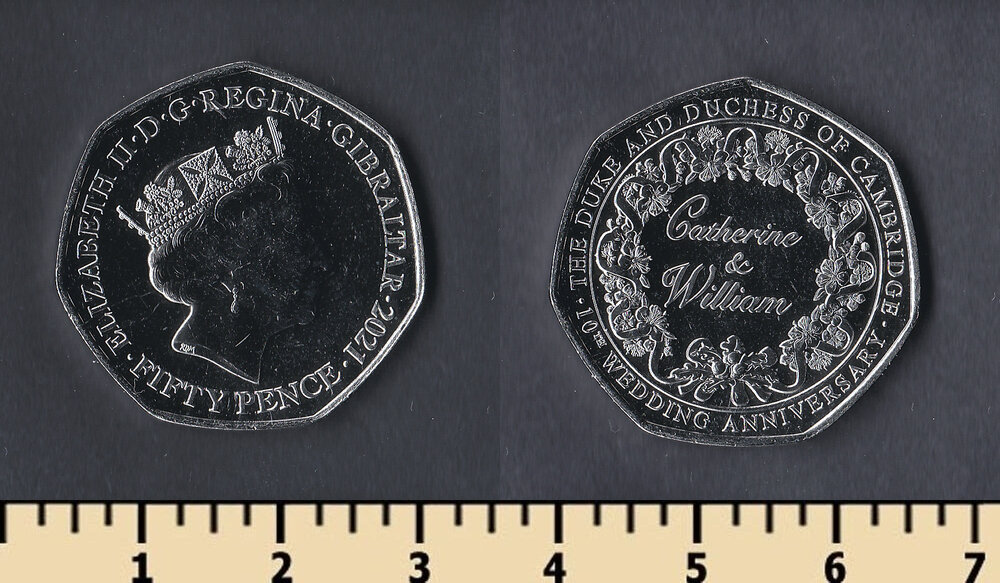 ELIZABETH II · D · G · REGINA · GIBRALTAR · 2021 ·
FIFTY PENCE ·
RDM
· THE DUKE AND DUCHESS OF CAMBRIDGE ·
10TH WEDDING ANNIVERSARY
Catherine
&
William
1 2 3 4 5 6 7